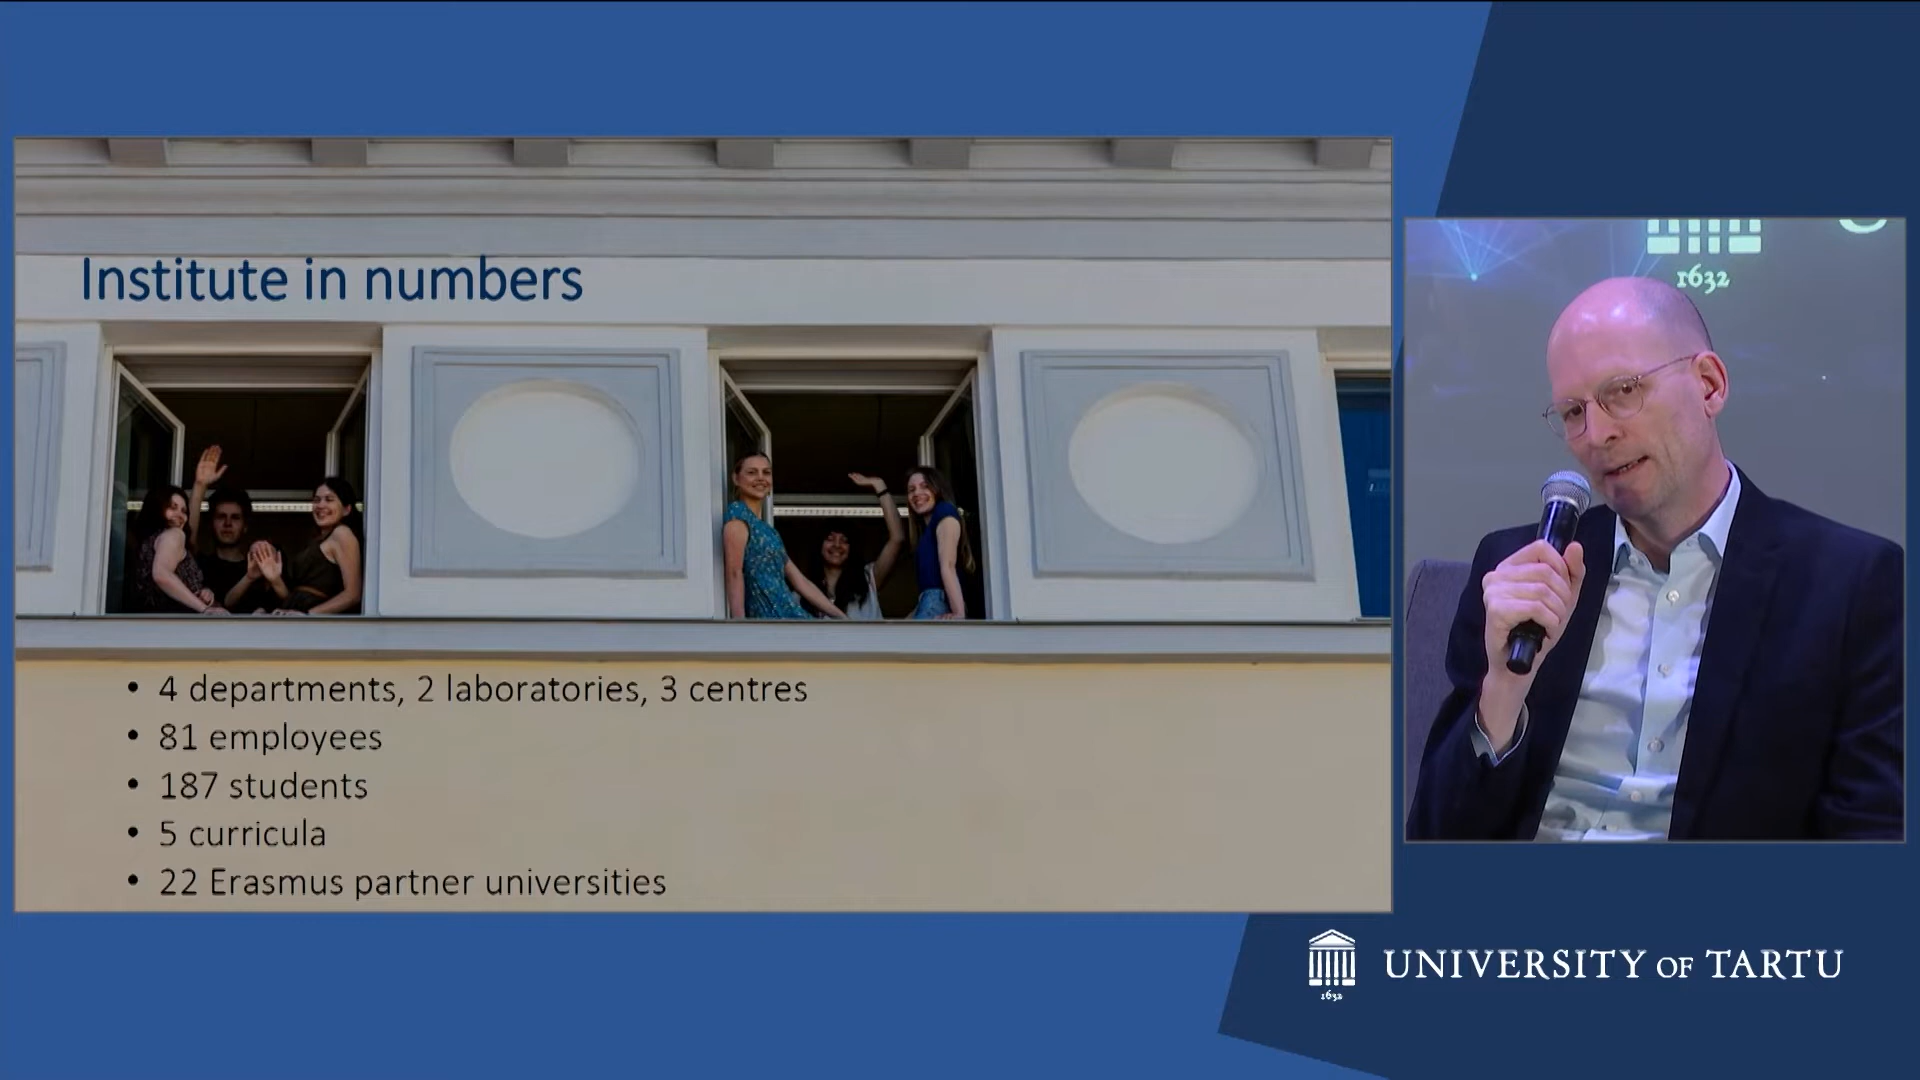 Institute in numbers
• 4 departments, 2 laboratories, 3 centres
• 81 employees
• 187 students
• 5 curricula
• 22 Erasmus partner universities
1632
1632
UNIVERSITY OF TARTU